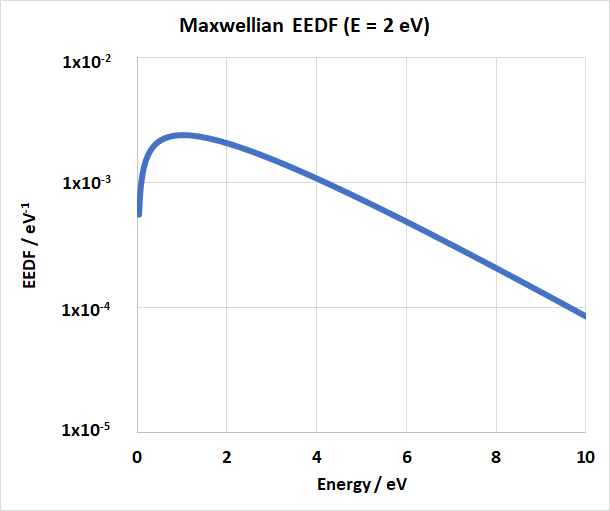 Maxwellian EEDF (E = 2 eV)
1x10⁻²
1x10⁻³
1x10⁻⁴
1x10⁻⁵
EEDF / eV⁻¹
0 2 4 6 8 10
Energy / eV